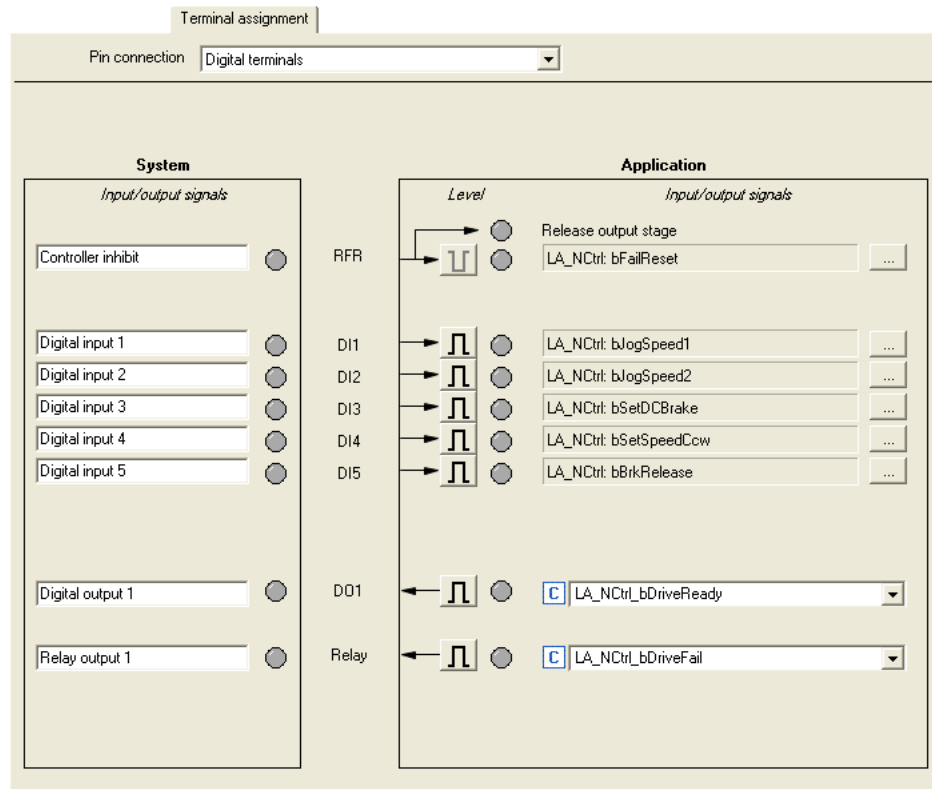 Terminal assignment
Pin connection Digital terminals
System
Application
Input/output signals
Level Input/output signals
Release output stage
Controller inhibit RFR LA_NCtrl: bFailReset ...
Digital input 1 DI1 LA_NCtrl: bJogSpeed1 ...
Digital input 2 DI2 LA_NCtrl: bJogSpeed2 ...
Digital input 3 DI3 LA_NCtrl: bSetDCBrake ...
Digital input 4 DI4 LA_NCtrl: bSetSpeedCcw ...
Digital input 5 DI5 LA_NCtrl: bBrkRelease ...
Digital output 1 DO1 C LA_NCtrl_bDriveReady
Relay output 1 Relay C LA_NCtrl_bDriveFail